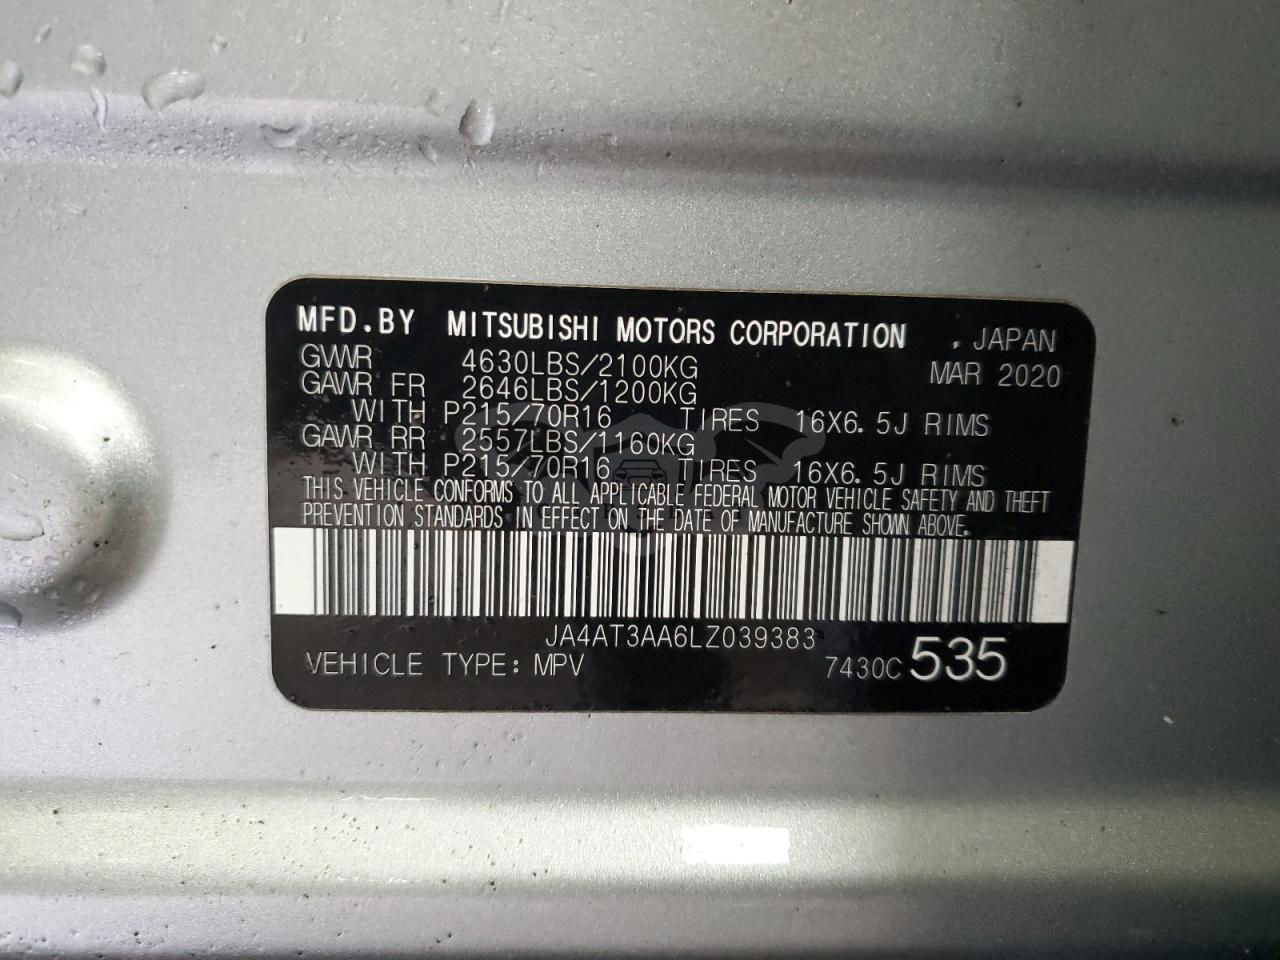 MFD.BY MITSUBISHI MOTORS CORPORATION , JAPAN
GVWR 4630LBS/2100KG MAR 2020
GAWR FR 2646LBS/1200KG
WITH P215/70R16 TIRES 16X6.5J RIMS
GAWR RR 2557LBS/1160KG
WITH P215/70R16 TIRES 16X6.5J RIMS
THIS VEHICLE CONFORMS TO ALL APPLICABLE FEDERAL MOTOR VEHICLE SAFETY AND THEFT
PREVENTION STANDARDS IN EFFECT ON THE DATE OF MANUFACTURE SHOWN ABOVE.
JA4AT3AA6LZ039383
VEHICLE TYPE: MPV 7430C 535